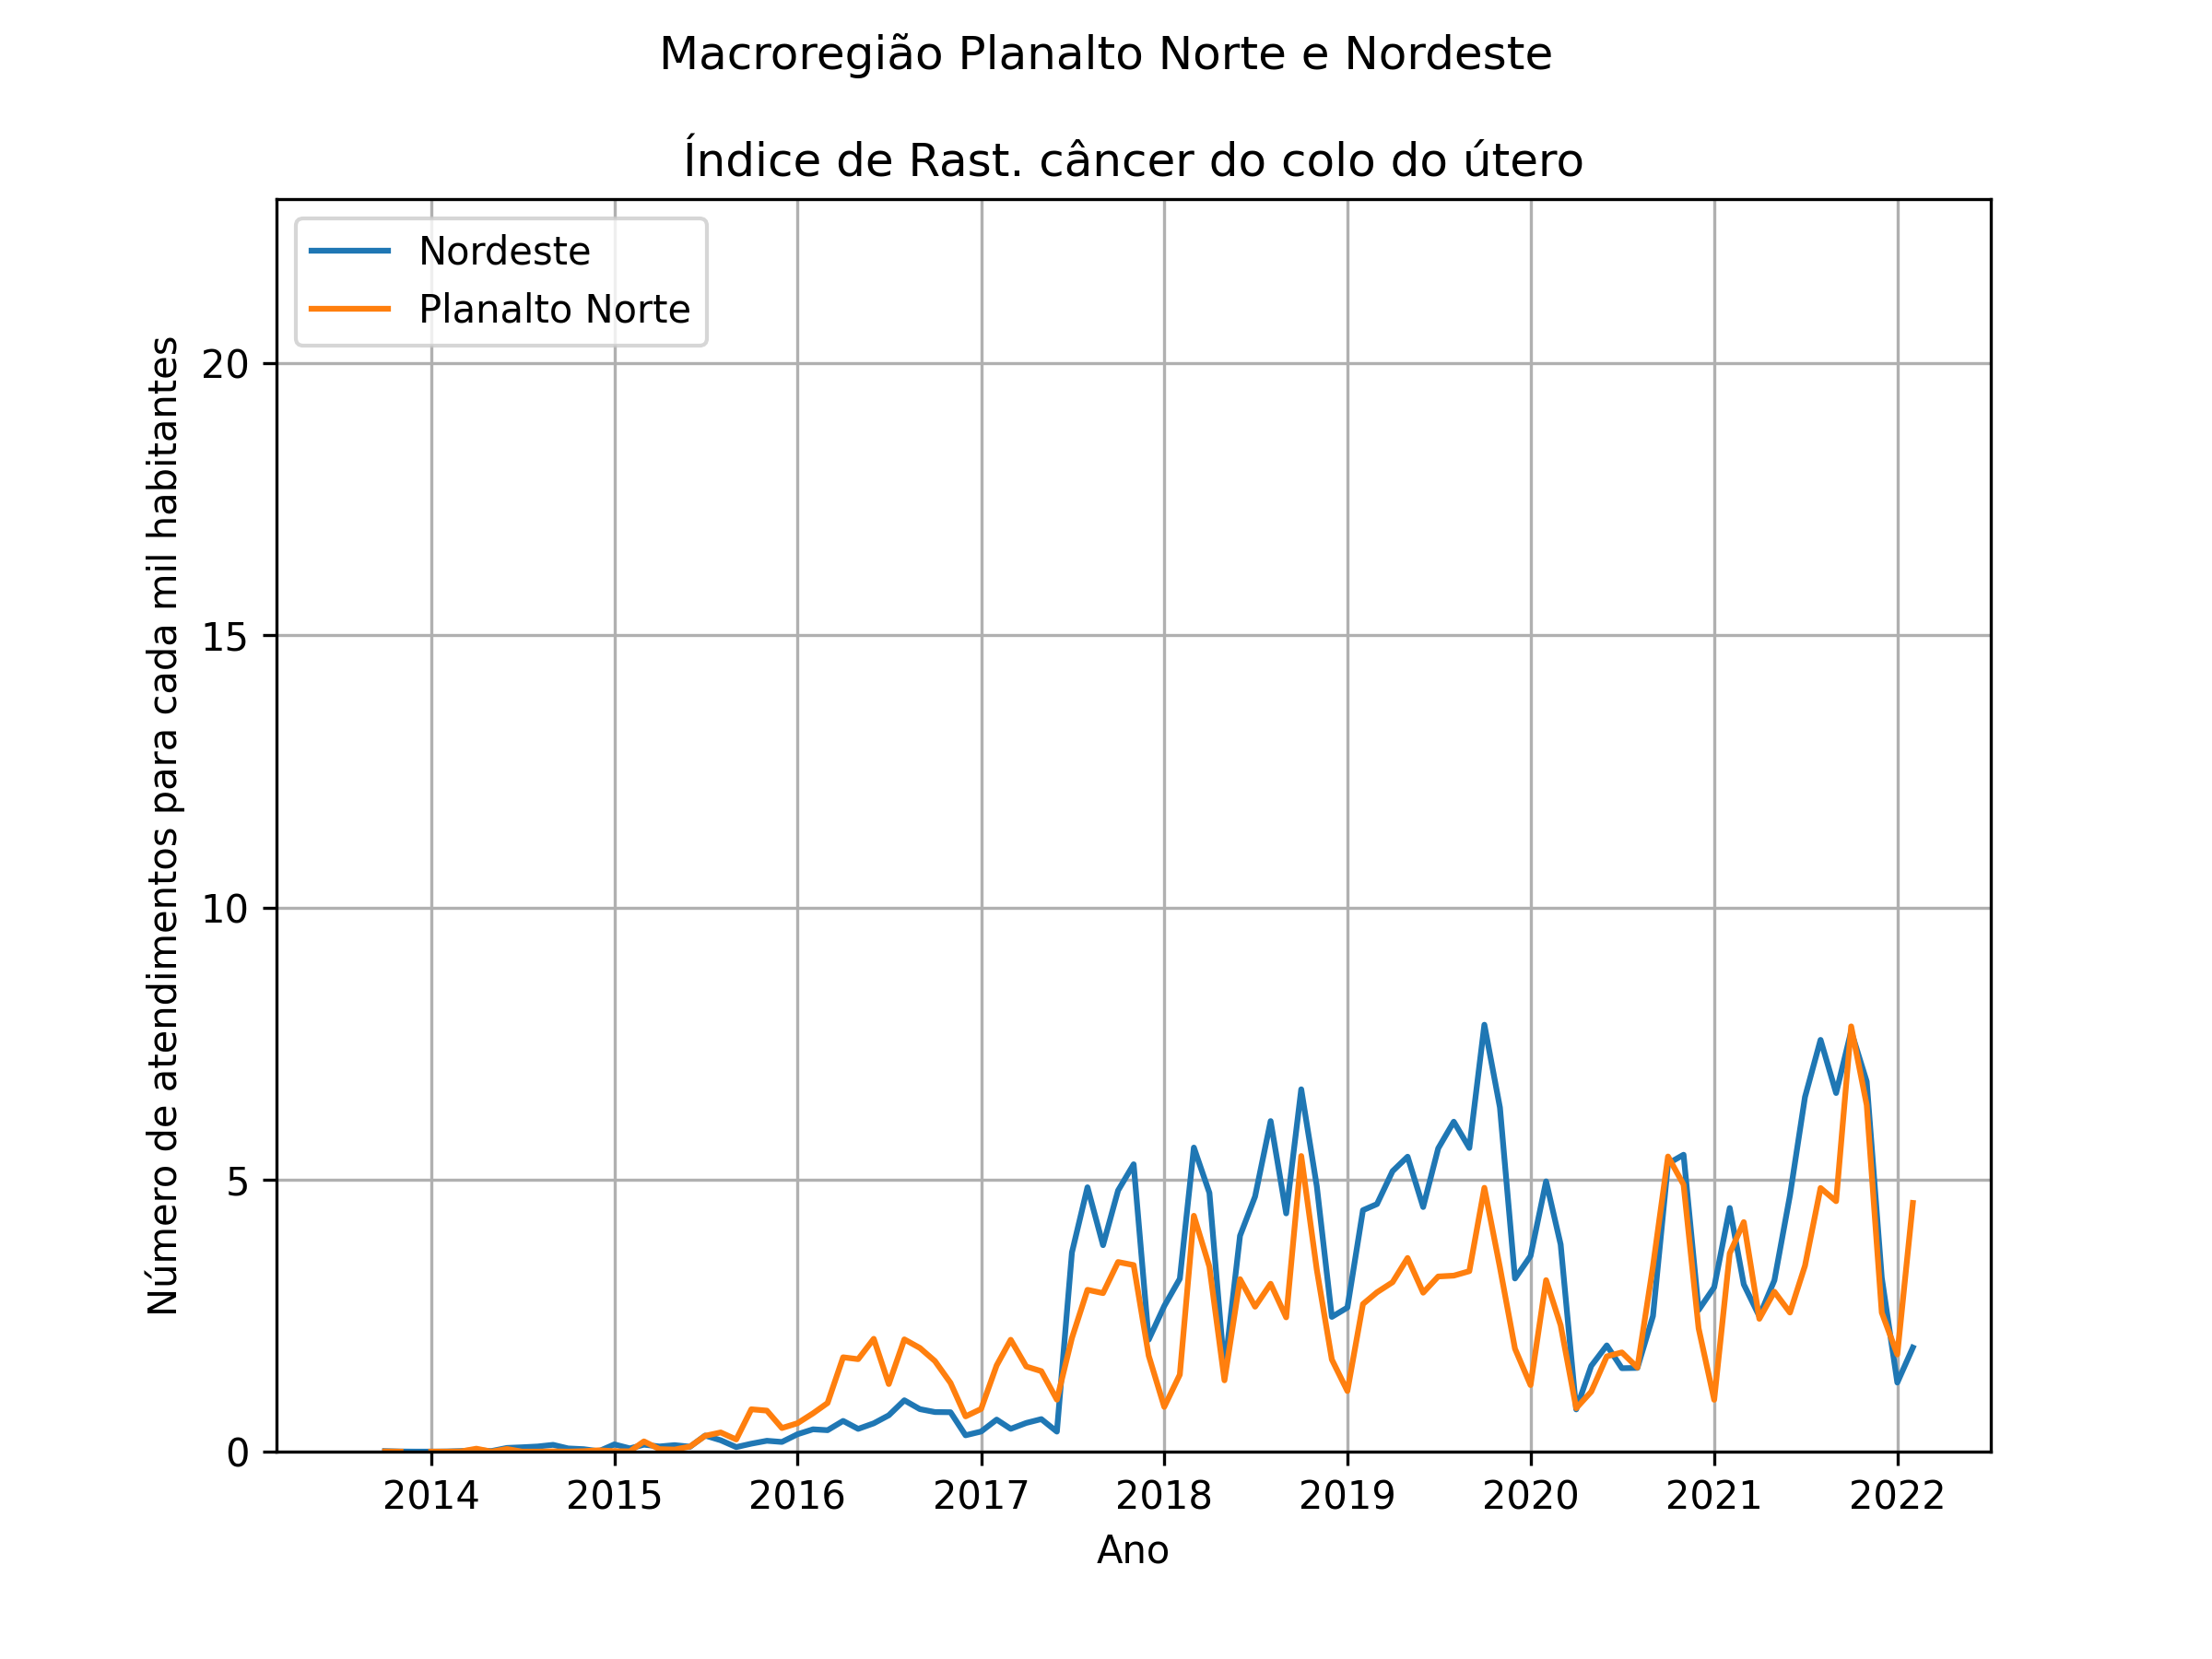 Macroregião Planalto Norte e Nordeste
Índice de Rast. câncer do colo do útero
Nordeste
Planalto Norte
Número de atendimentos para cada mil habitantes
20
15
10
5
0
2014 2015 2016 2017 2018 2019 2020 2021 2022
Ano